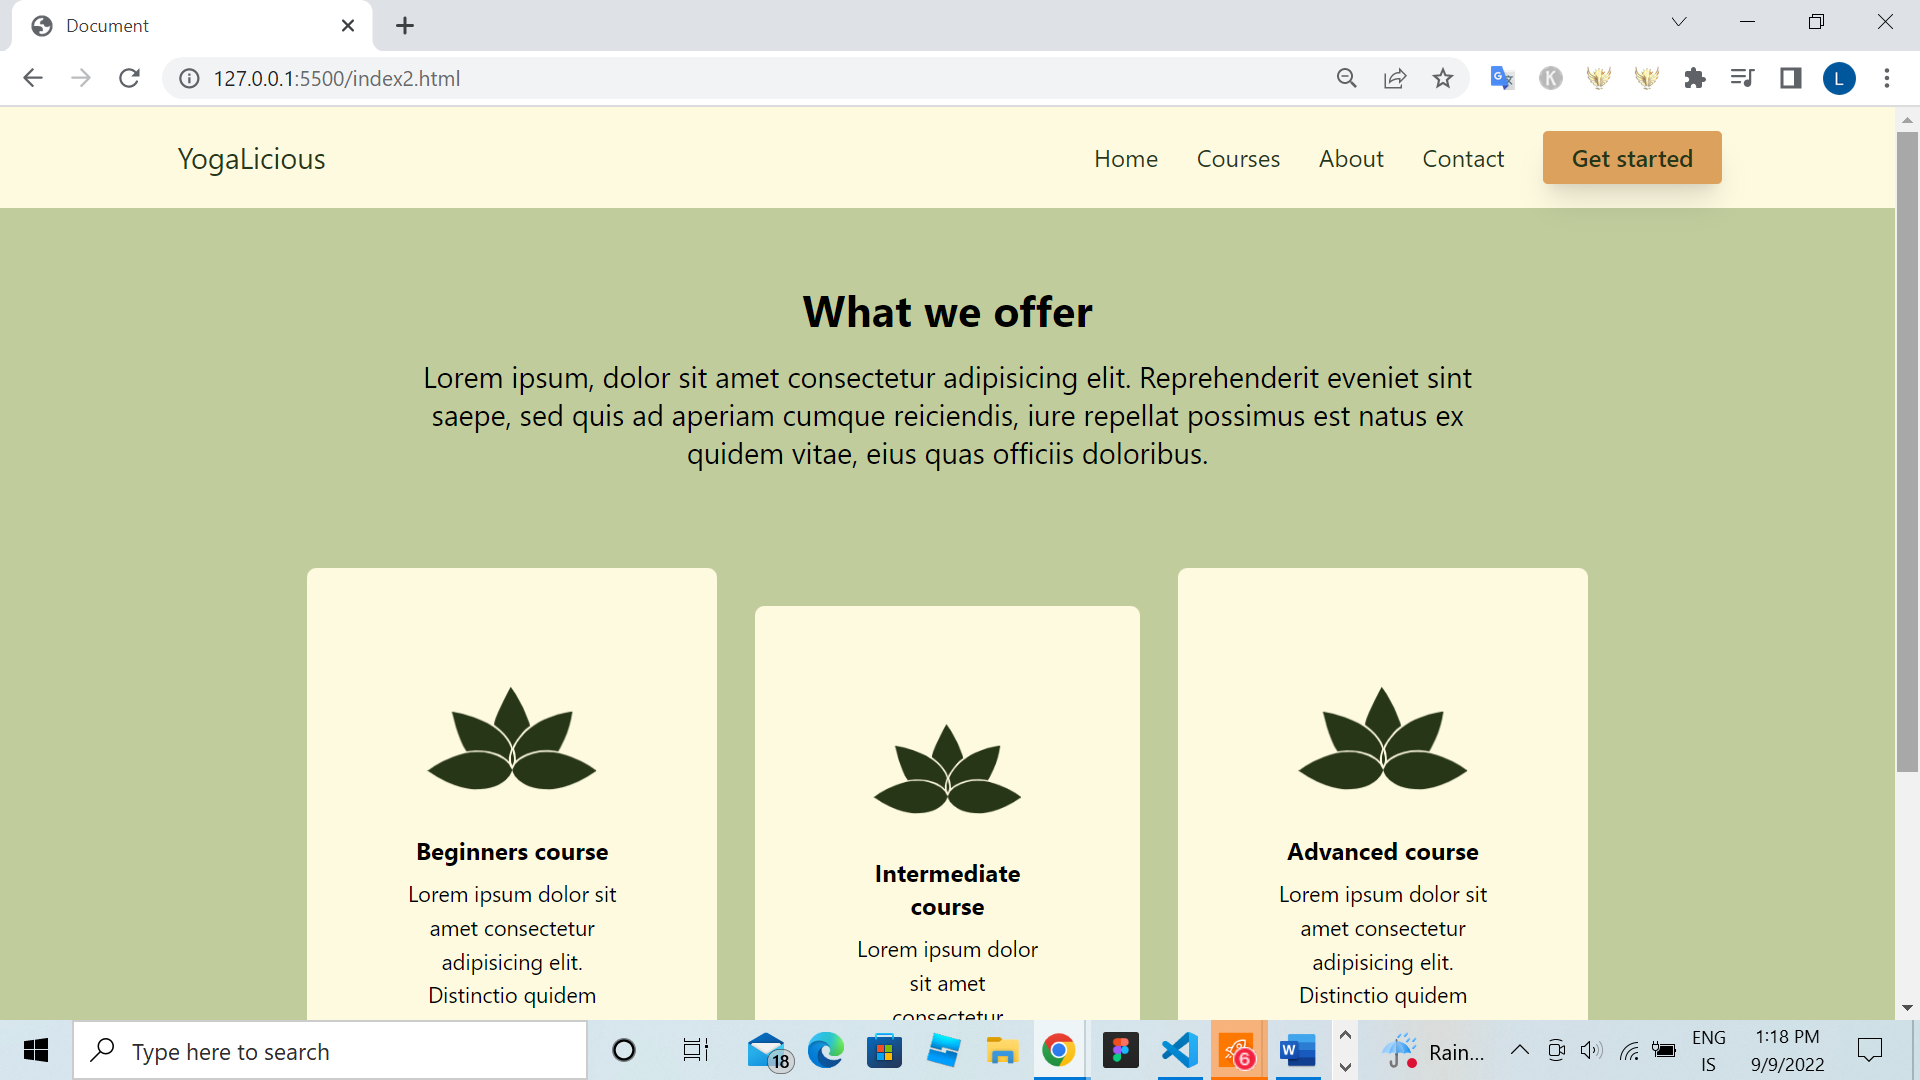 Document
127.0.0.1:5500/index2.html
L
YogaLicious
Home Courses About Contact Get started
What we offer
Lorem ipsum, dolor sit amet consectetur adipisicing elit. Reprehenderit eveniet sint
saepe, sed quis ad aperiam cumque reiciendis, iure repellat possimus est natus ex
quidem vitae, eius quas officiis doloribus.
Beginners course
Lorem ipsum dolor sit
amet consectetur
adipisicing elit.
Distinctio quidem
Intermediate
course
Lorem ipsum dolor
sit amet
consectetur
Advanced course
Lorem ipsum dolor sit
amet consectetur
adipisicing elit.
Distinctio quidem
Type here to search
18
6
Rain...
ENG
IS
1:18 PM
9/9/2022